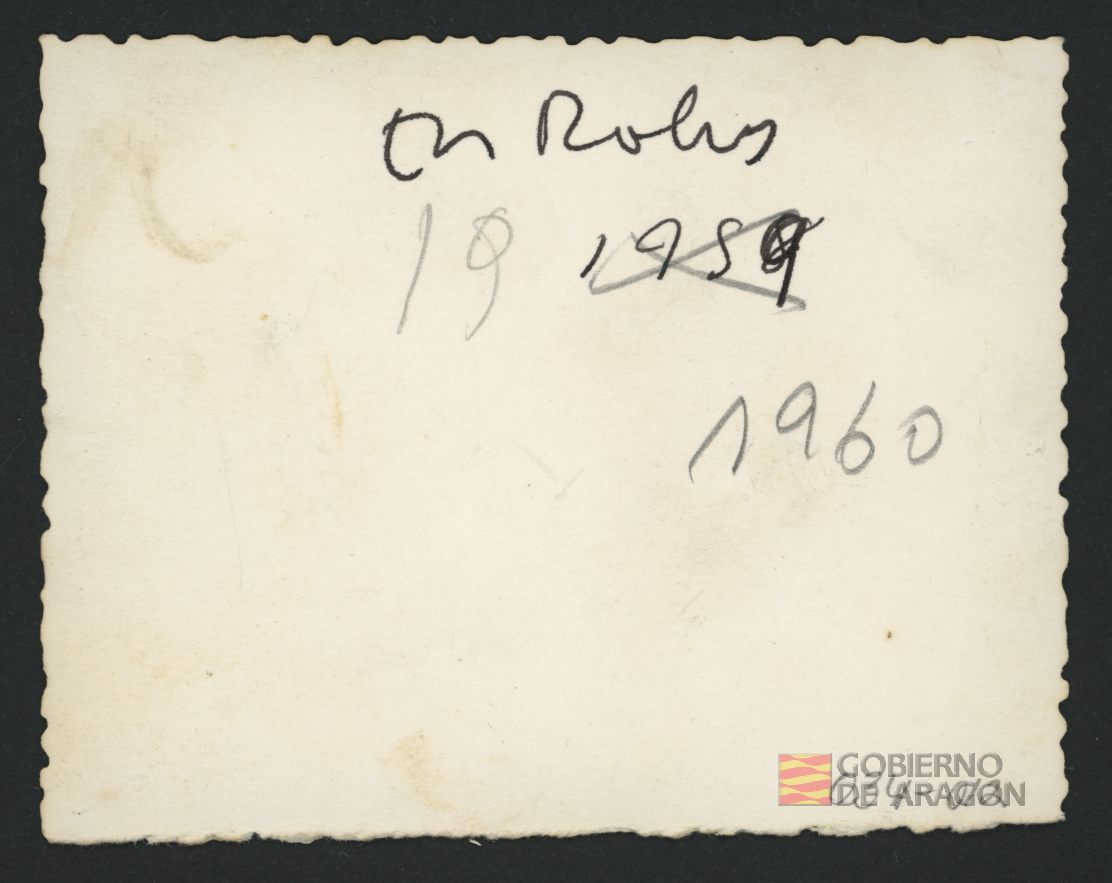 En Robres
19 1959
1960
GOBIERNO
DE ARAGON